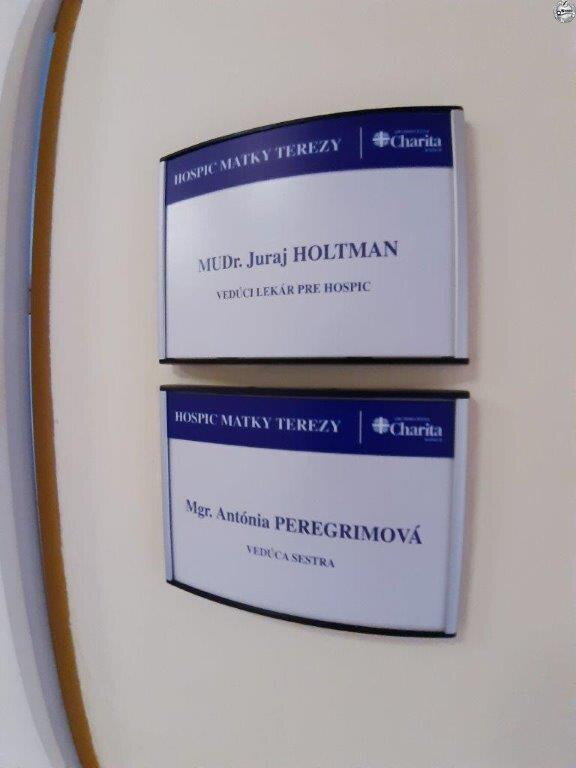 HOSPIC MATKY TEREZY
Charita
MUDr. Juraj HOLTMAN
VEDÚCI LEKÁR PRE HOSPIC
HOSPIC MATKY TEREZY
Charita
Mgr. Antónia PEREGRIMOVÁ
VEDÚCA SESTRA